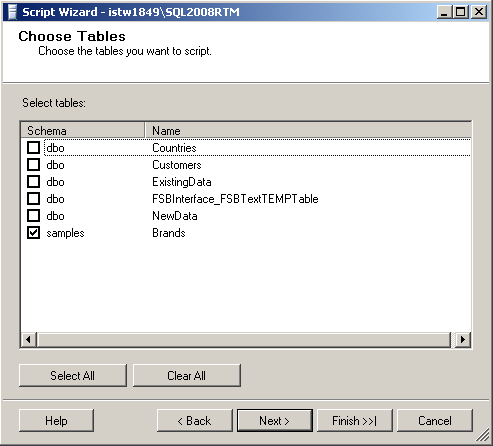 Script Wizard - istw1849\SQL2008RTM
Choose Tables
Choose the tables you want to script.
Select tables:
Schema Name
dbo Countries
dbo Customers
dbo ExistingData
dbo FSBInterface_FSBTextTEMPTable
dbo NewData
samples Brands
Select All Clear All
Help < Back Next > Finish >>| Cancel